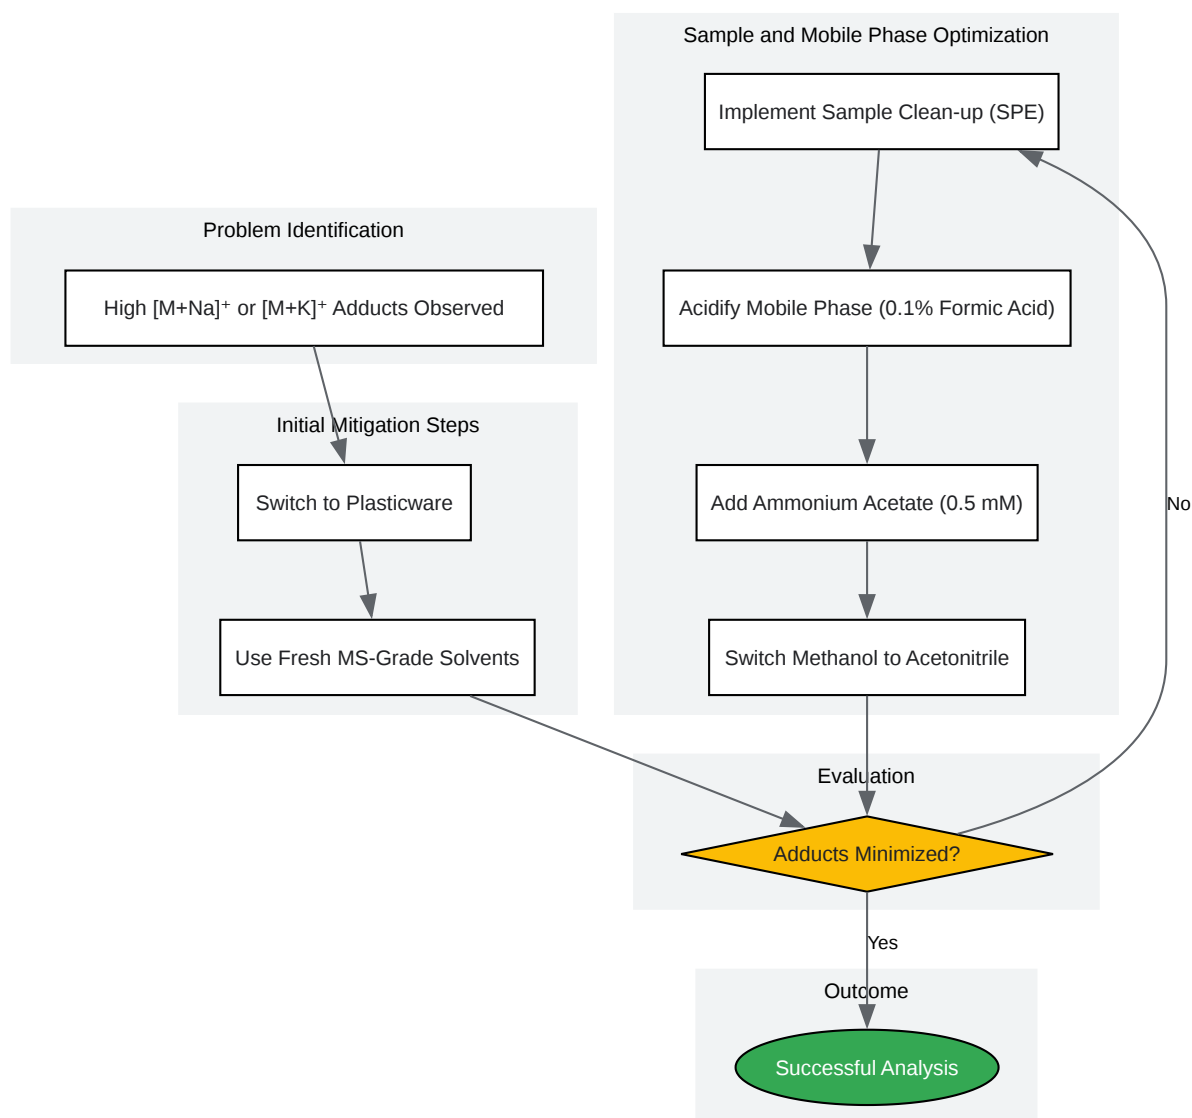 Problem Identification
High [M+Na]⁺ or [M+K]⁺ Adducts Observed
Initial Mitigation Steps
Switch to Plasticware
Use Fresh MS-Grade Solvents
Sample and Mobile Phase Optimization
Implement Sample Clean-up (SPE)
Acidify Mobile Phase (0.1% Formic Acid)
Add Ammonium Acetate (0.5 mM)
Switch Methanol to Acetonitrile
No
Evaluation
Adducts Minimized?
Yes
Outcome
Successful Analysis